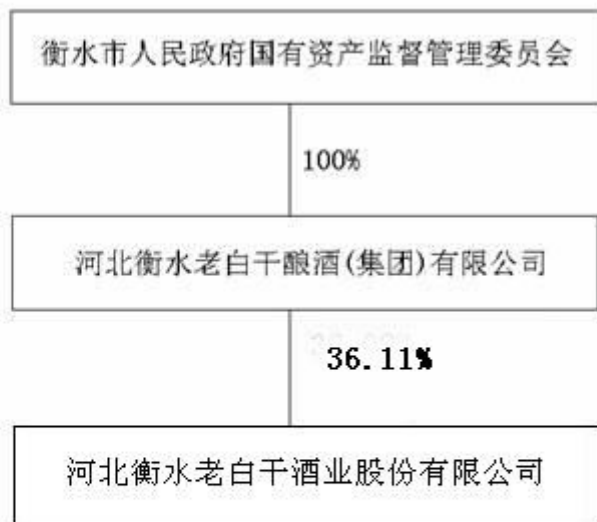 衡水市人民政府国有资产监督管理委员会
100%
河北衡水老白干酿酒(集团)有限公司
36.11%
河北衡水老白干酒业股份有限公司